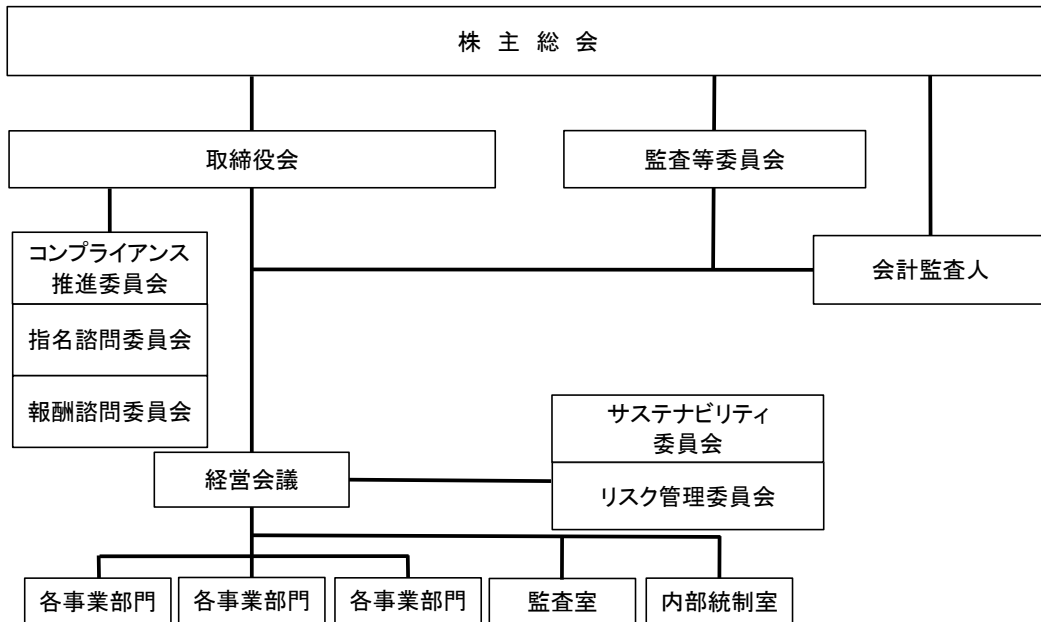 株 主 総 会
取締役会
監査等委員会
コンプライアンス
推進委員会
会計監査人
指名諮問委員会
報酬諮問委員会
サステナビリティ
委員会
経営会議
リスク管理委員会
各事業部門
各事業部門
各事業部門
監査室
内部統制室